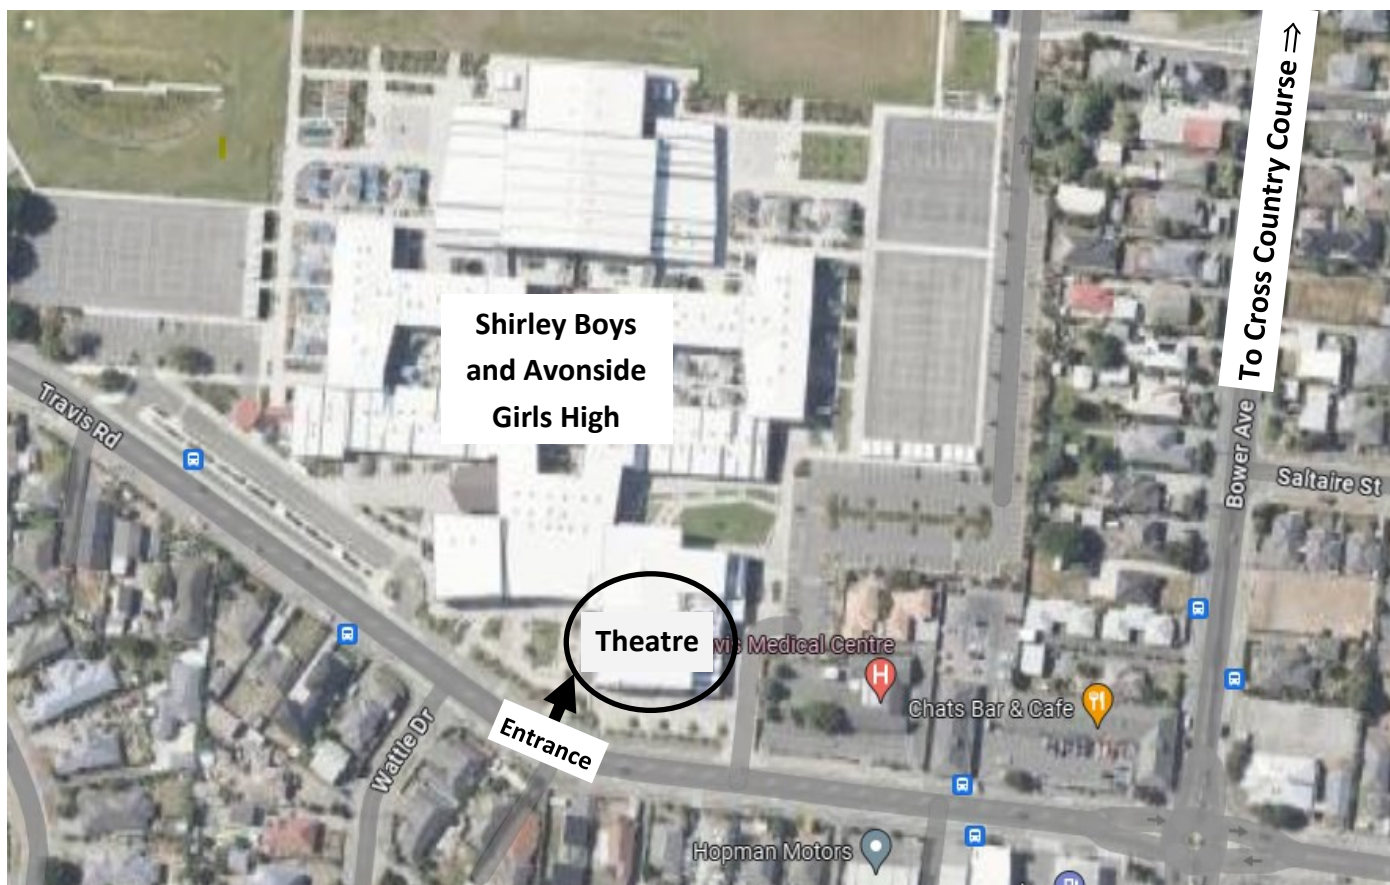 To Cross Country Course ⇒
Shirley Boys
and Avonside
Girls High
Travis Rd
Bower Ave
Saltaire St
Theatre
Medical Centre
H
Chats Bar & Cafe
Entrance
Wattle Dr
Hopman Motors